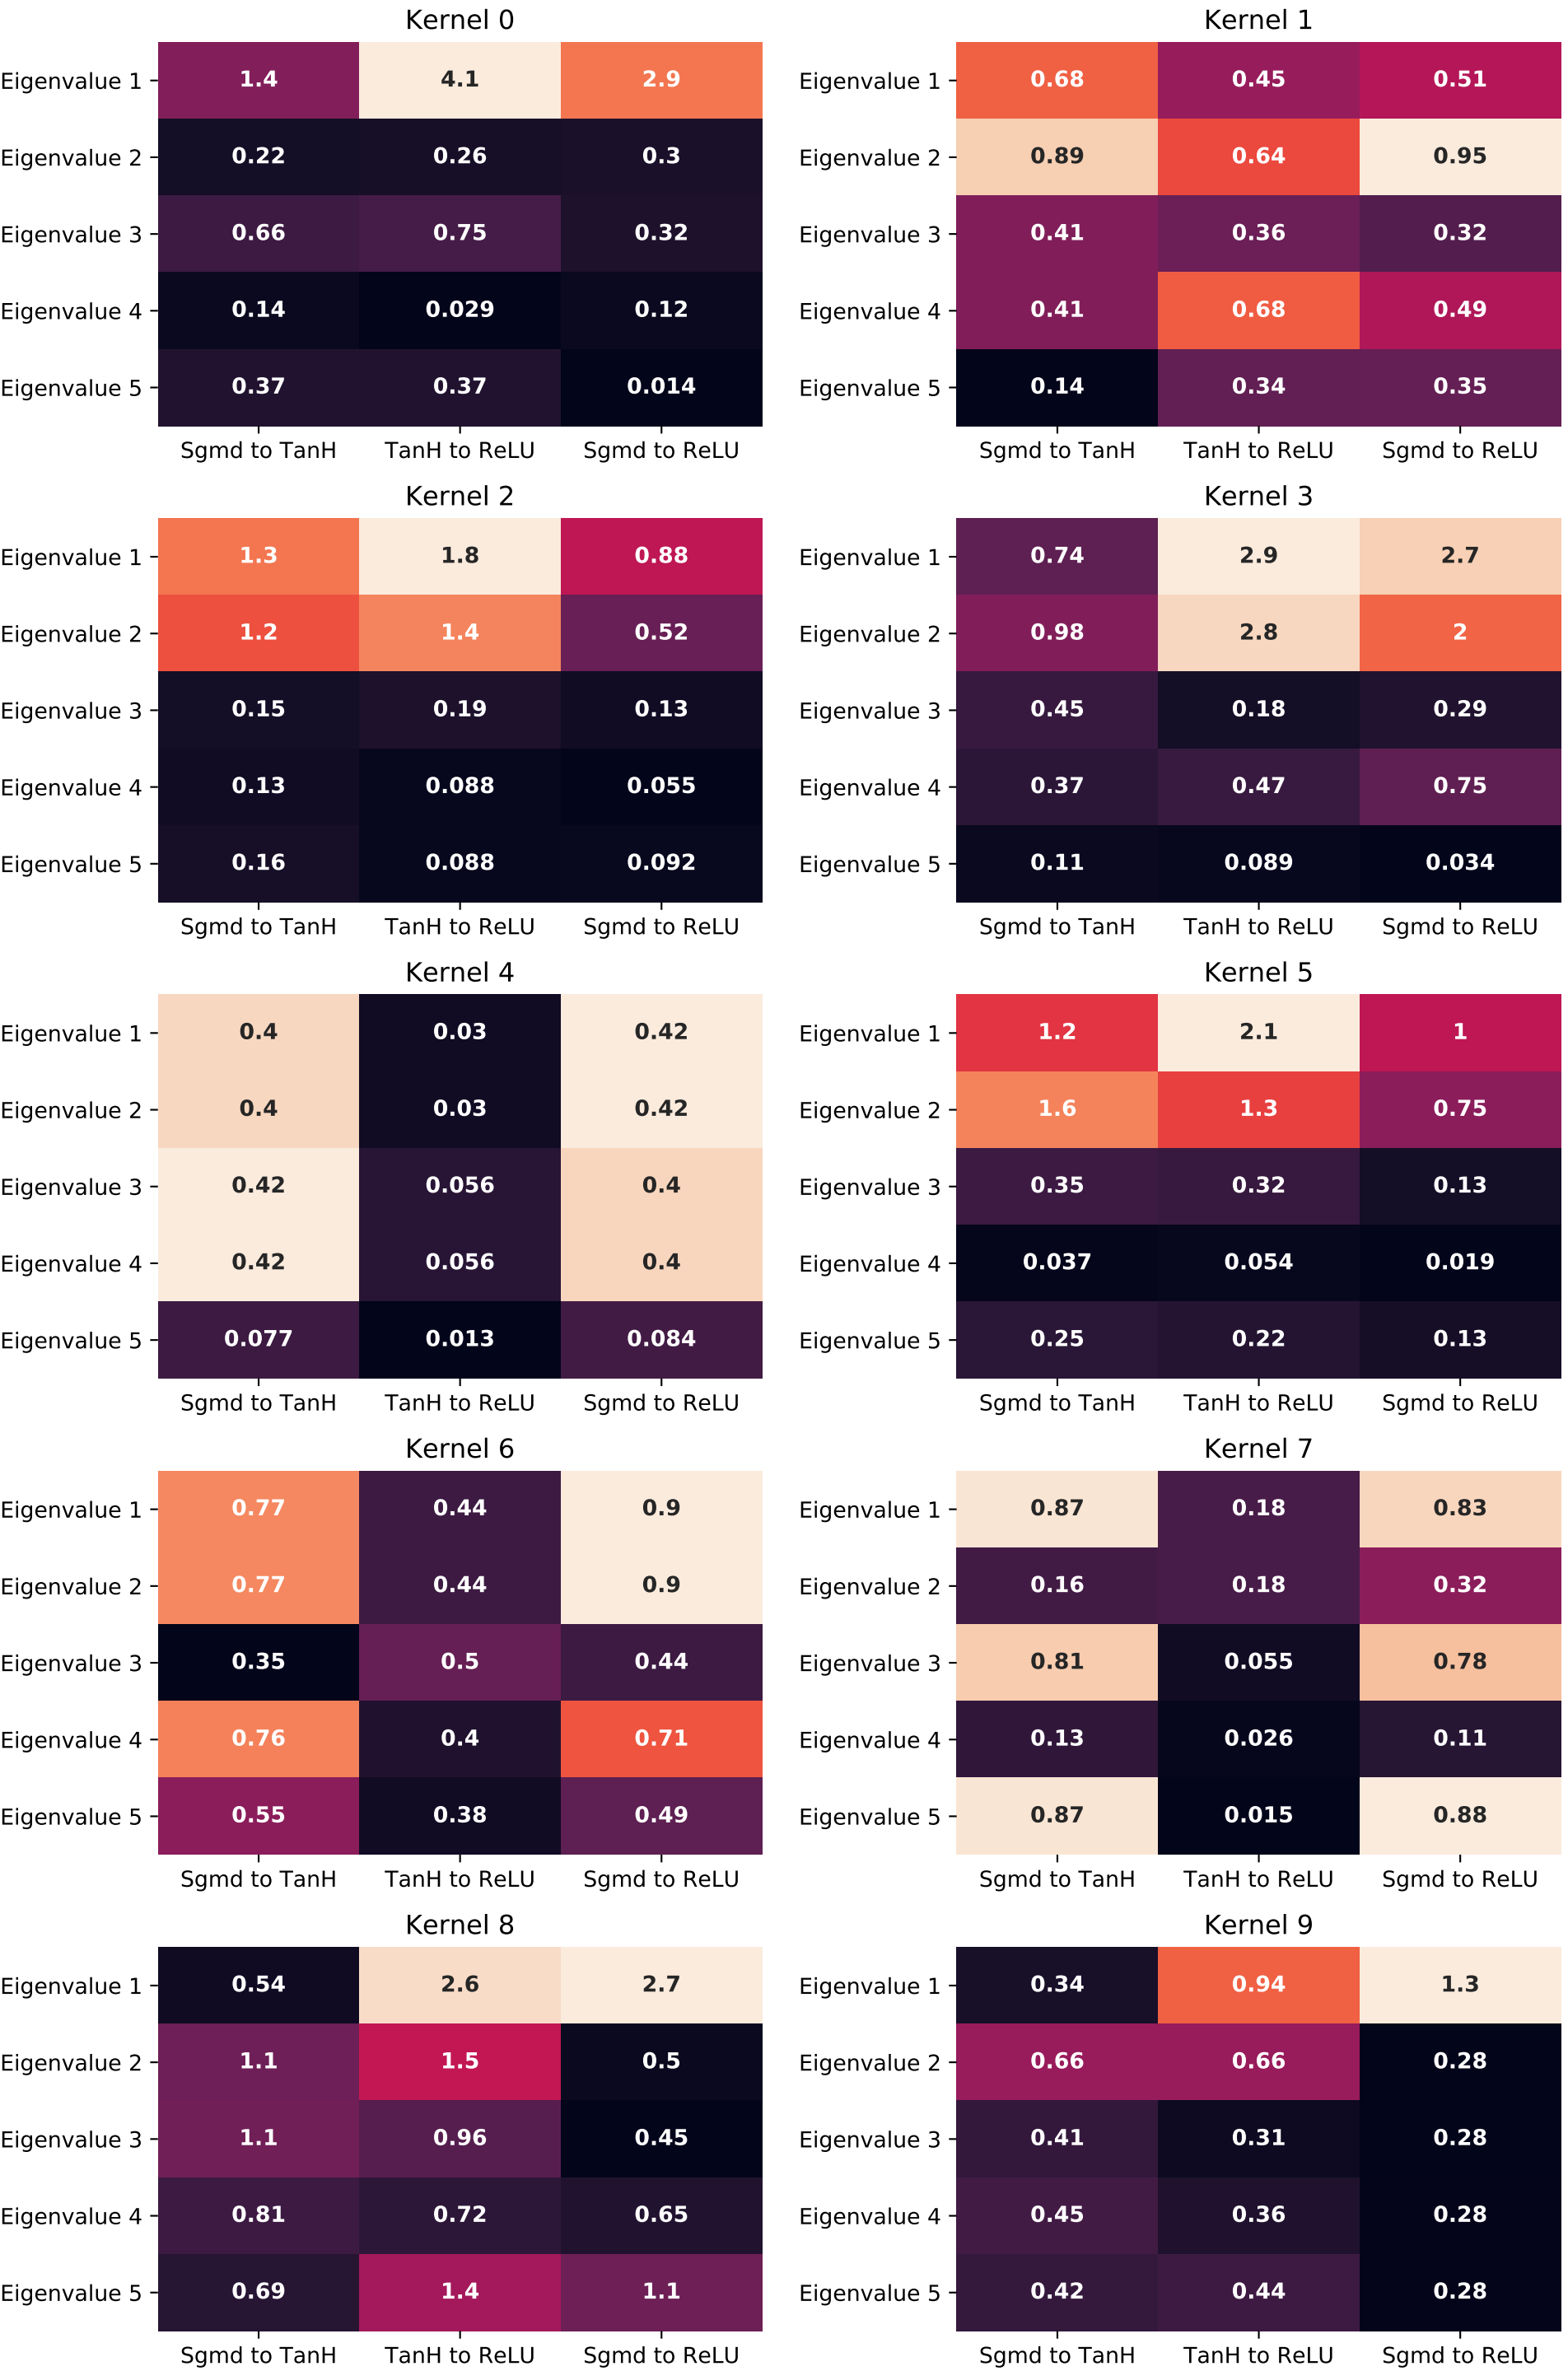 Kernel 0
Eigenvalue 1 1.4 4.1 2.9
Eigenvalue 2 0.22 0.26 0.3
Eigenvalue 3 0.66 0.75 0.32
Eigenvalue 4 0.14 0.029 0.12
Eigenvalue 5 0.37 0.37 0.014
Sgmd to TanH TanH to ReLU Sgmd to ReLU
Kernel 1
Eigenvalue 1 0.68 0.45 0.51
Eigenvalue 2 0.89 0.64 0.95
Eigenvalue 3 0.41 0.36 0.32
Eigenvalue 4 0.41 0.68 0.49
Eigenvalue 5 0.14 0.34 0.35
Sgmd to TanH TanH to ReLU Sgmd to ReLU
Kernel 2
Eigenvalue 1 1.3 1.8 0.88
Eigenvalue 2 1.2 1.4 0.52
Eigenvalue 3 0.15 0.19 0.13
Eigenvalue 4 0.13 0.088 0.055
Eigenvalue 5 0.16 0.088 0.092
Sgmd to TanH TanH to ReLU Sgmd to ReLU
Kernel 3
Eigenvalue 1 0.74 2.9 2.7
Eigenvalue 2 0.98 2.8 2
Eigenvalue 3 0.45 0.18 0.29
Eigenvalue 4 0.37 0.47 0.75
Eigenvalue 5 0.11 0.089 0.034
Sgmd to TanH TanH to ReLU Sgmd to ReLU
Kernel 4
Eigenvalue 1 0.4 0.03 0.42
Eigenvalue 2 0.4 0.03 0.42
Eigenvalue 3 0.42 0.056 0.4
Eigenvalue 4 0.42 0.056 0.4
Eigenvalue 5 0.077 0.013 0.084
Sgmd to TanH TanH to ReLU Sgmd to ReLU
Kernel 5
Eigenvalue 1 1.2 2.1 1
Eigenvalue 2 1.6 1.3 0.75
Eigenvalue 3 0.35 0.32 0.13
Eigenvalue 4 0.037 0.054 0.019
Eigenvalue 5 0.25 0.22 0.13
Sgmd to TanH TanH to ReLU Sgmd to ReLU
Kernel 6
Eigenvalue 1 0.77 0.44 0.9
Eigenvalue 2 0.77 0.44 0.9
Eigenvalue 3 0.35 0.5 0.44
Eigenvalue 4 0.76 0.4 0.71
Eigenvalue 5 0.55 0.38 0.49
Sgmd to TanH TanH to ReLU Sgmd to ReLU
Kernel 7
Eigenvalue 1 0.87 0.18 0.83
Eigenvalue 2 0.16 0.18 0.32
Eigenvalue 3 0.81 0.055 0.78
Eigenvalue 4 0.13 0.026 0.11
Eigenvalue 5 0.87 0.015 0.88
Sgmd to TanH TanH to ReLU Sgmd to ReLU
Kernel 8
Eigenvalue 1 0.54 2.6 2.7
Eigenvalue 2 1.1 1.5 0.5
Eigenvalue 3 1.1 0.96 0.45
Eigenvalue 4 0.81 0.72 0.65
Eigenvalue 5 0.69 1.4 1.1
Sgmd to TanH TanH to ReLU Sgmd to ReLU
Kernel 9
Eigenvalue 1 0.34 0.94 1.3
Eigenvalue 2 0.66 0.66 0.28
Eigenvalue 3 0.41 0.31 0.28
Eigenvalue 4 0.45 0.36 0.28
Eigenvalue 5 0.42 0.44 0.28
Sgmd to TanH TanH to ReLU Sgmd to ReLU